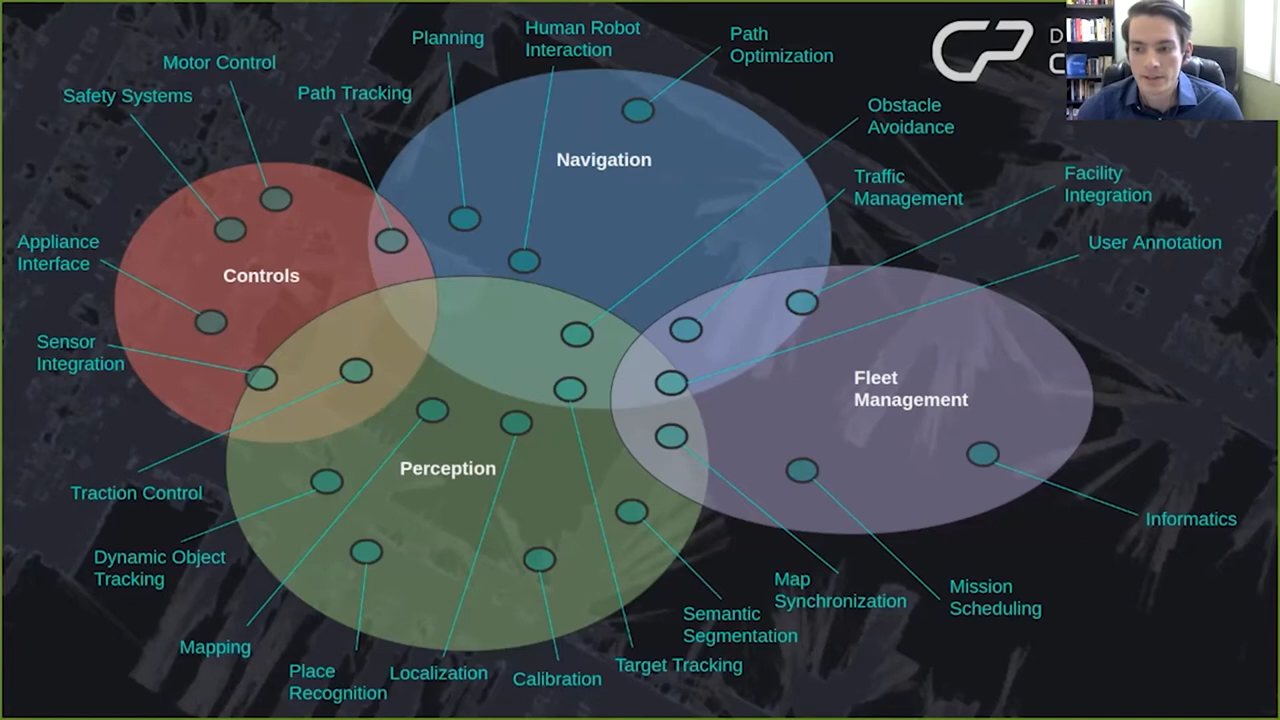 Planning
Human Robot
Interaction
Path
Optimization
D
C
Motor Control
Safety Systems
Path Tracking
Obstacle
Avoidance
Navigation
Traffic
Management
Facility
Integration
User Annotation
Appliance
Interface
Controls
Sensor
Integration
Fleet
Management
Perception
Traction Control
Informatics
Dynamic Object
Tracking
Map
Synchronization
Mission
Scheduling
Semantic
Segmentation
Mapping
Place
Recognition
Localization
Calibration
Target Tracking